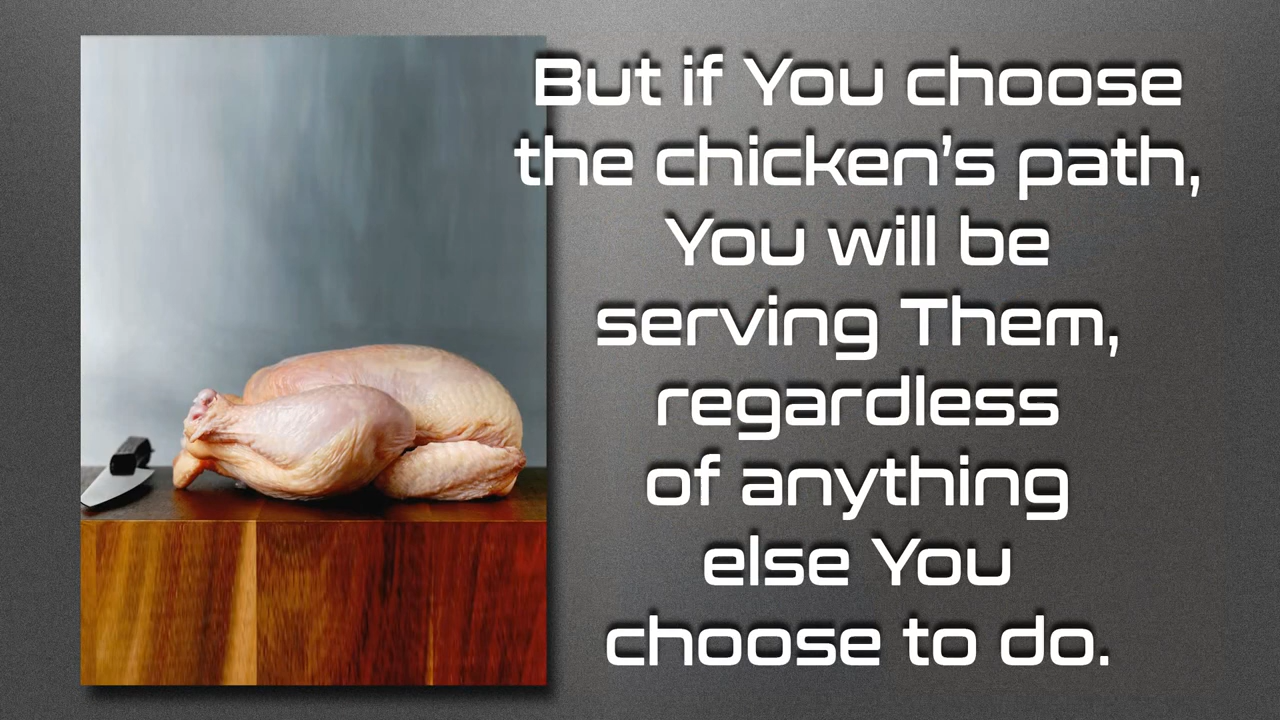 But if You choose
the chicken's path,
You will be
serving Them,
regardless
of anything
else You
choose to do.